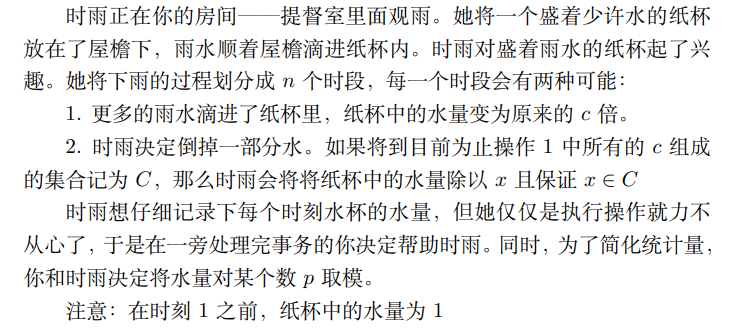 时雨正在你的房间——提督室里面观雨。她将一个盛着少许水的纸杯
放在了屋檐下，雨水顺着屋檐滴进纸杯内。时雨对盛着雨水的纸杯起了兴
趣。她将下雨的过程划分成 n 个时段，每一个时段会有两种可能：
1. 更多的雨水滴进了纸杯里，纸杯中的水量变为原来的 c 倍。
2. 时雨决定倒掉一部分水。如果将到目前为止操作 1 中所有的 c 组成
的集合记为 C，那么时雨会将将纸杯中的水量除以 x 且保证 x ∈ C
时雨想仔细记录下每个时刻水杯的水量，但她仅仅是执行操作就力不
从心了，于是在一旁处理完事务的你决定帮助时雨。同时，为了简化统计量，
你和时雨决定将水量对某个数 p 取模。
注意：在时刻 1 之前，纸杯中的水量为 1